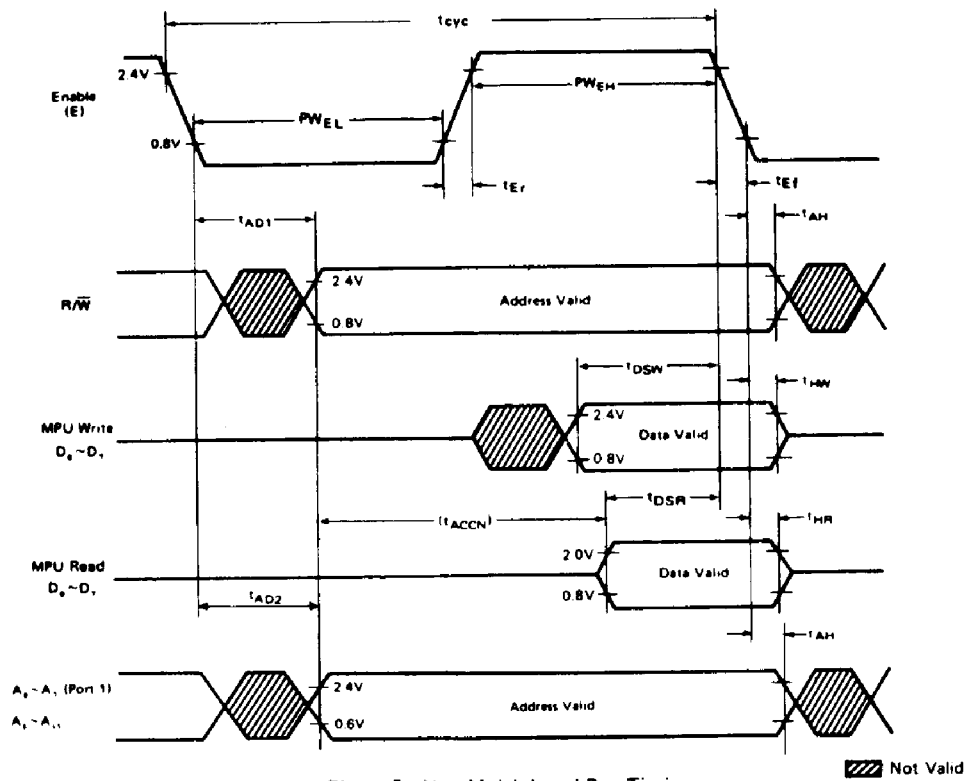 tcyc
2.4V
Enable
(E)
PWEH
PWEL
0.8V
tEr
tEf
tAD1
tAH
R/W̅
2.4V
Address Valid
0.8V
tDSW
tHW
MPU Write
D₀~D₇
2.4V
Data Valid
0.8V
tDSR
(tACCN)
tHR
MPU Read
D₀~D₇
2.0V
Data Valid
0.8V
tAD2
tAH
A₀~A₇ (Port 1)
2.4V
Address Valid
0.6V
Not Valid